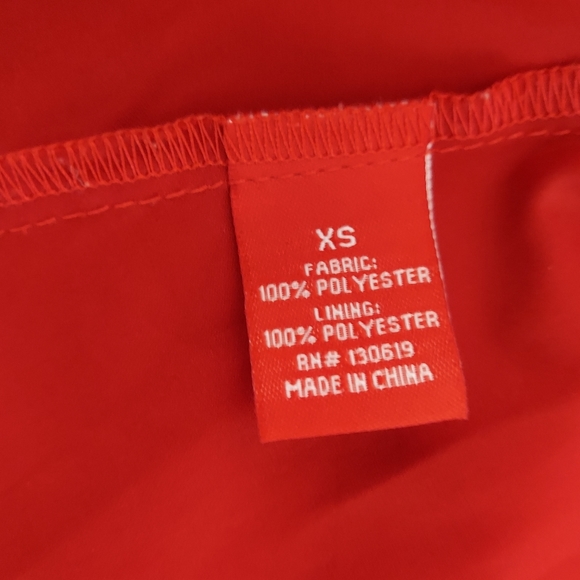 XS
FABRIC:
100% POLYESTER
LINING:
100% POLYESTER
RN# 130619
MADE IN CHINA